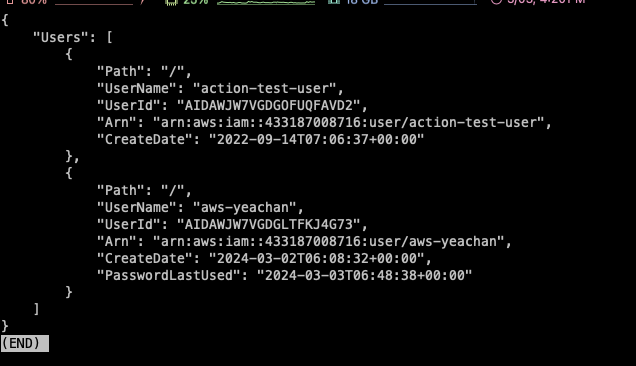 {
    "Users": [
        {
            "Path": "/",
            "UserName": "action-test-user",
            "UserId": "AIDAWJW7VGDGOFUQFAVD2",
            "Arn": "arn:aws:iam::433187008716:user/action-test-user",
            "CreateDate": "2022-09-14T07:06:37+00:00"
        },
        {
            "Path": "/",
            "UserName": "aws-yeachan",
            "UserId": "AIDAWJW7VGDGLTFKJ4G73",
            "Arn": "arn:aws:iam::433187008716:user/aws-yeachan",
            "CreateDate": "2024-03-02T06:08:32+00:00",
            "PasswordLastUsed": "2024-03-03T06:48:38+00:00"
        }
    ]
}
(END)